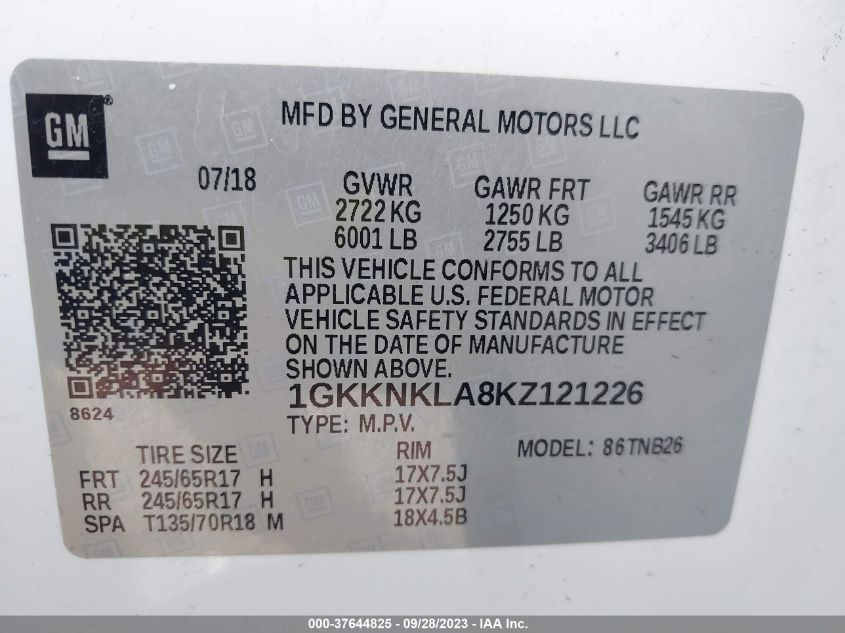 GM
MFD BY GENERAL MOTORS LLC
07/18 GVWR GAWR FRT GAWR RR
2722 KG 1250 KG 1545 KG
6001 LB 2755 LB 3406 LB
THIS VEHICLE CONFORMS TO ALL
APPLICABLE U.S. FEDERAL MOTOR
VEHICLE SAFETY STANDARDS IN EFFECT
ON THE DATE OF MANUFACTURE
SHOWN ABOVE.
1GKKNKLA8KZ121226
8624
TYPE: M.P.V. MODEL: 86TNB26
TIRE SIZE RIM
FRT 245/65R17 H 17X7.5J
RR 245/65R17 H 17X7.5J
SPA T135/70R18 M 18X4.5B
000-37644825 - 09/28/2023 - IAA Inc.